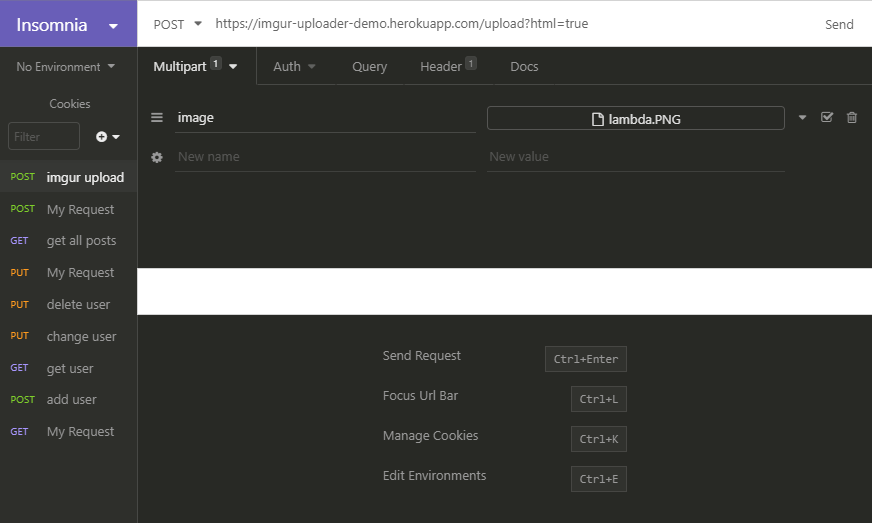 Insomnia
POST https://imgur-uploader-demo.herokuapp.com/upload?html=true Send
No Environment
Multipart 1 Auth Query Header 1 Docs
Cookies
Filter
image lambda.PNG
New name New value
POST imgur upload
POST My Request
GET get all posts
PUT My Request
PUT delete user
PUT change user
GET get user
POST add user
GET My Request
Send Request Ctrl+Enter
Focus Url Bar Ctrl+L
Manage Cookies Ctrl+K
Edit Environments Ctrl+E